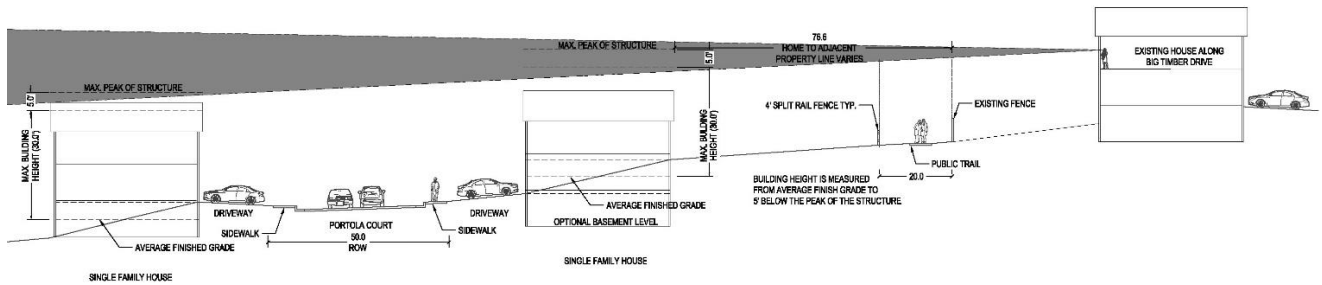 MAX. PEAK OF STRUCTURE
5.0'
MAX. BUILDING
HEIGHT (30.0')
DRIVEWAY
SIDEWALK
AVERAGE FINISHED GRADE
SINGLE FAMILY HOUSE
PORTOLA COURT
50.0
ROW
DRIVEWAY
SIDEWALK
MAX. PEAK OF STRUCTURE
5.0'
MAX. BUILDING
HEIGHT (30.0')
AVERAGE FINISHED GRADE
OPTIONAL BASEMENT LEVEL
SINGLE FAMILY HOUSE
76.6
HOME TO ADJACENT
PROPERTY LINE VARIES
4' SPLIT RAIL FENCE TYP.
EXISTING FENCE
PUBLIC TRAIL
20.0
BUILDING HEIGHT IS MEASURED
FROM AVERAGE FINISH GRADE TO
5' BELOW THE PEAK OF THE STRUCTURE.
EXISTING HOUSE ALONG
BIG TIMBER DRIVE